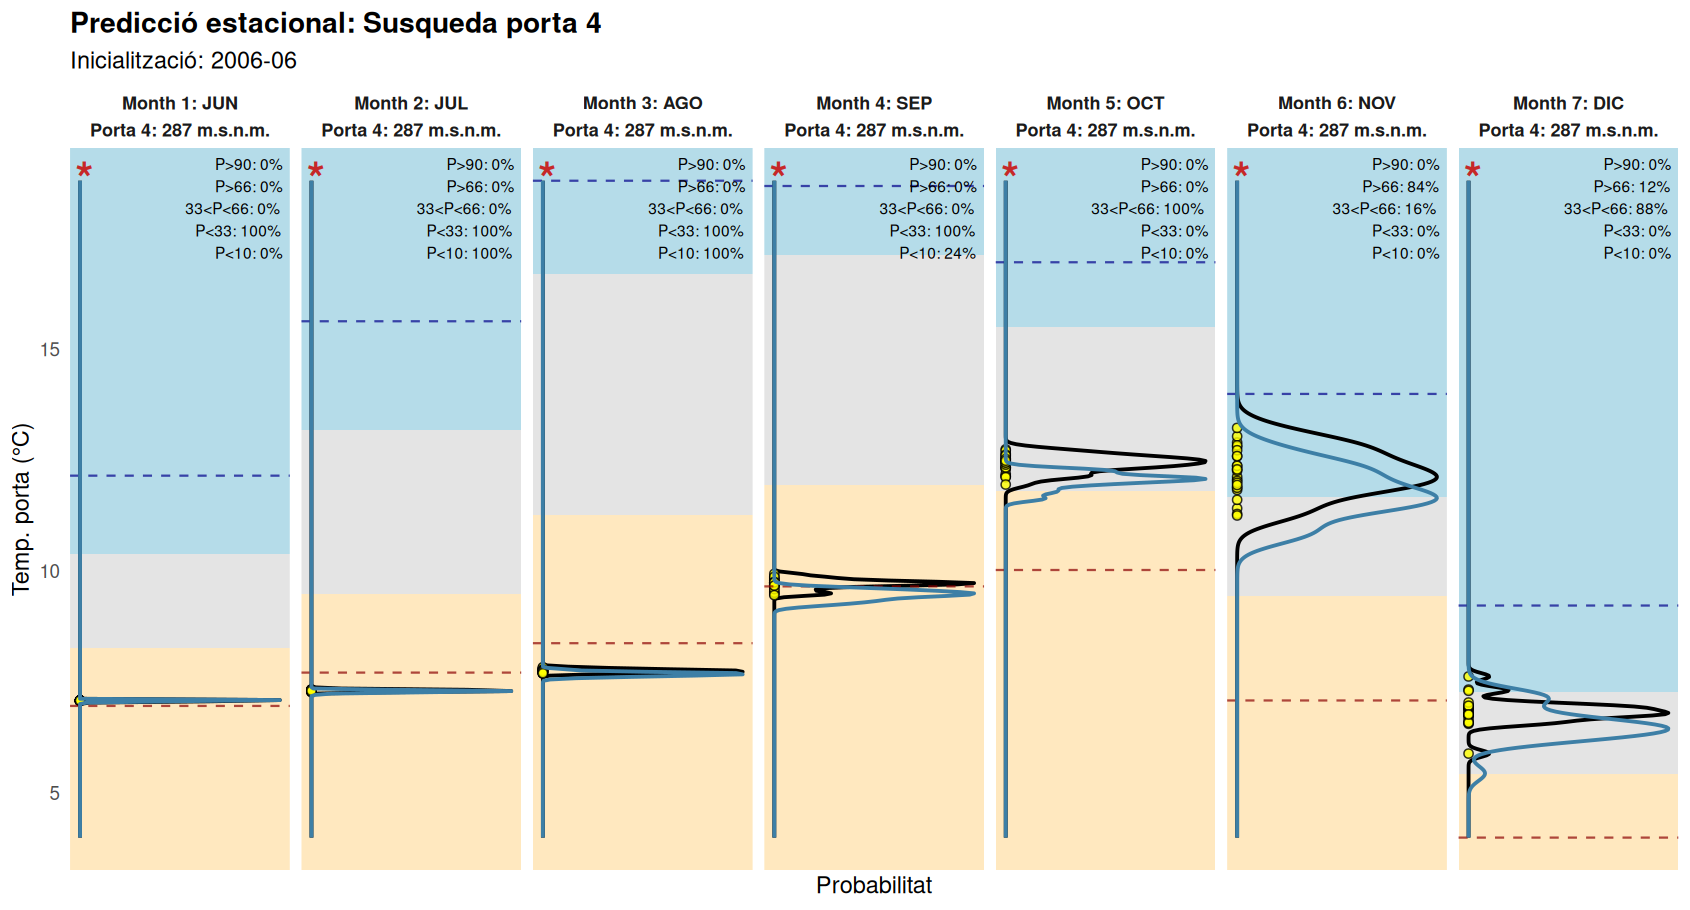 Predicció estacional: Susqueda porta 4
Inicialització: 2006-06
Month 1: JUN
Porta 4: 287 m.s.n.m.
Month 2: JUL
Porta 4: 287 m.s.n.m.
Month 3: AGO
Porta 4: 287 m.s.n.m.
Month 4: SEP
Porta 4: 287 m.s.n.m.
Month 5: OCT
Porta 4: 287 m.s.n.m.
Month 6: NOV
Porta 4: 287 m.s.n.m.
Month 7: DIC
Porta 4: 287 m.s.n.m.
*
P>90: 0%
P>66: 0%
33<P<66: 0%
P<33: 100%
P<10: 0%
*
P>90: 0%
P>66: 0%
33<P<66: 0%
P<33: 100%
P<10: 100%
*
P>90: 0%
P>66: 0%
33<P<66: 0%
P<33: 100%
P<10: 100%
*
P>90: 0%
P>66: 0%
33<P<66: 0%
P<33: 100%
P<10: 24%
*
P>90: 0%
P>66: 0%
33<P<66: 100%
P<33: 0%
P<10: 0%
*
P>90: 0%
P>66: 84%
33<P<66: 16%
P<33: 0%
P<10: 0%
*
P>90: 0%
P>66: 12%
33<P<66: 88%
P<33: 0%
P<10: 0%
15
10
5
Temp. porta (°C)
Probabilitat